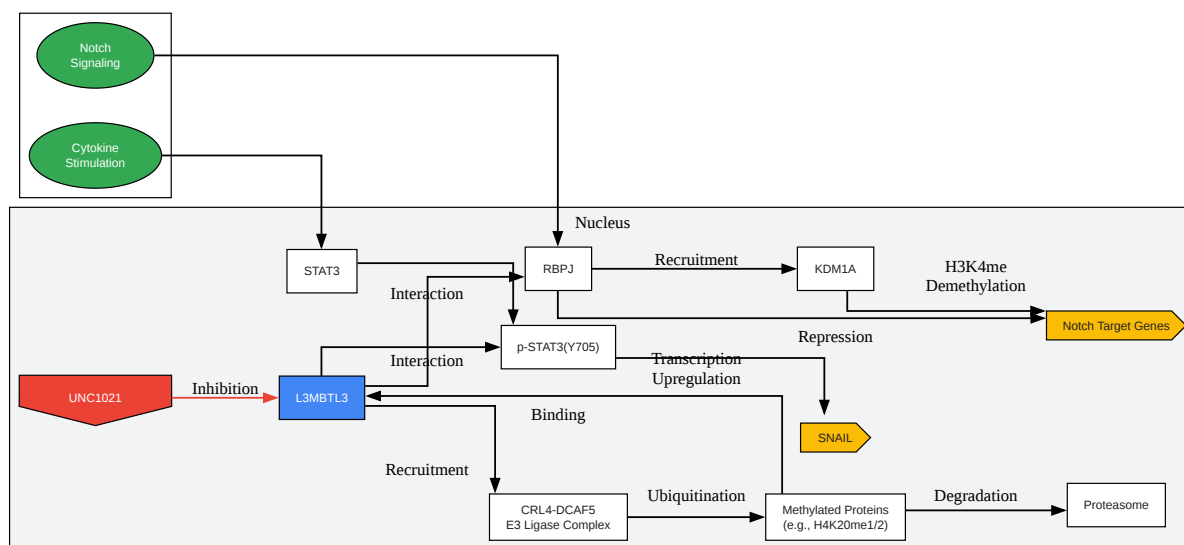 Notch
Signaling
Cytokine
Stimulation
Nucleus
STAT3
RBPJ
Recruitment
KDM1A
H3K4me
Demethylation
Interaction
Notch Target Genes
Repression
p-STAT3(Y705)
Interaction
Transcription
Upregulation
UNC1021
Inhibition
L3MBTL3
Binding
SNAIL
Recruitment
CRL4-DCAF5
E3 Ligase Complex
Ubiquitination
Methylated Proteins
(e.g., H4K20me1/2)
Degradation
Proteasome